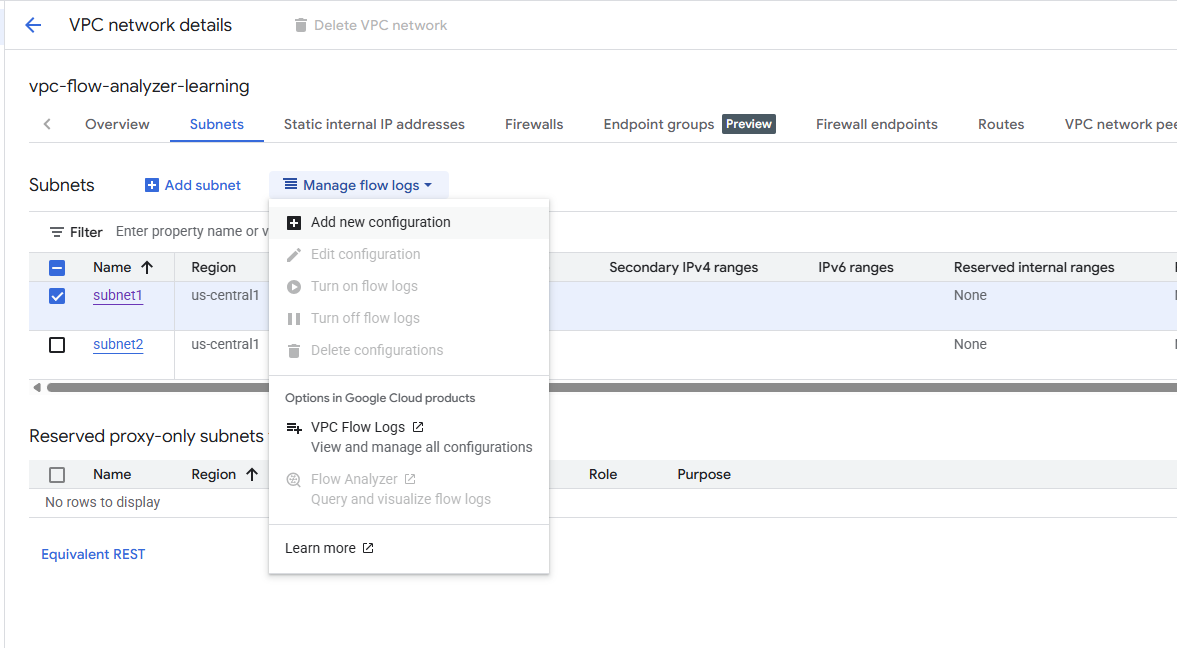 VPC network details
Delete VPC network
vpc-flow-analyzer-learning
Overview Subnets Static internal IP addresses Firewalls Endpoint groups Preview Firewall endpoints Routes VPC network pee
Subnets Add subnet Manage flow logs
Filter Enter property name or v
Name Region Secondary IPv4 ranges IPv6 ranges Reserved internal ranges
subnet1 us-central1 None
subnet2 us-central1 None
Add new configuration
Edit configuration
Turn on flow logs
Turn off flow logs
Delete configurations
Options in Google Cloud products
VPC Flow Logs
View and manage all configurations
Flow Analyzer
Query and visualize flow logs
Learn more
Reserved proxy-only subnets
Name Region Role Purpose
No rows to display
Equivalent REST